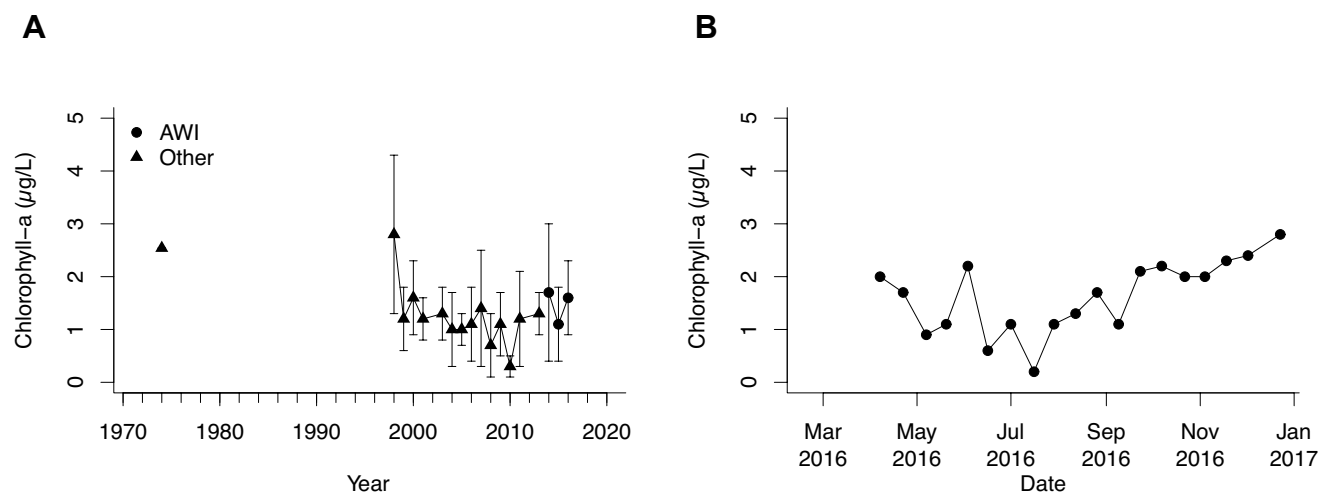 A
Chlorophyll−a (µg/L)
5
4
3
2
1
0
AWI
Other
1970 1980 1990 2000 2010 2020
Year
B
Chlorophyll−a (µg/L)
5
4
3
2
1
0
Mar May Jul Sep Nov Jan
2016 2016 2016 2016 2016 2017
Date